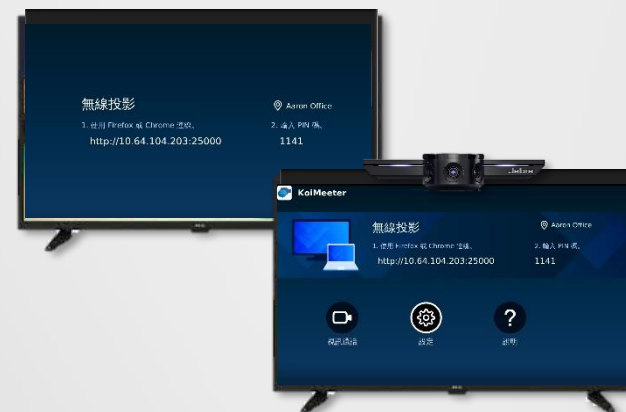 無線投影
Aaron Office
1. 使用 Firefox 或 Chrome 連線。
2. 輸入 PIN 碼。
http://10.64.104.203:25000
1141
Jabra
KoiMeeter
無線投影
Aaron Office
1. 使用 Firefox 或 Chrome 連線。
2. 輸入 PIN 碼。
http://10.64.104.203:25000
1141
視訊通話
設定
說明